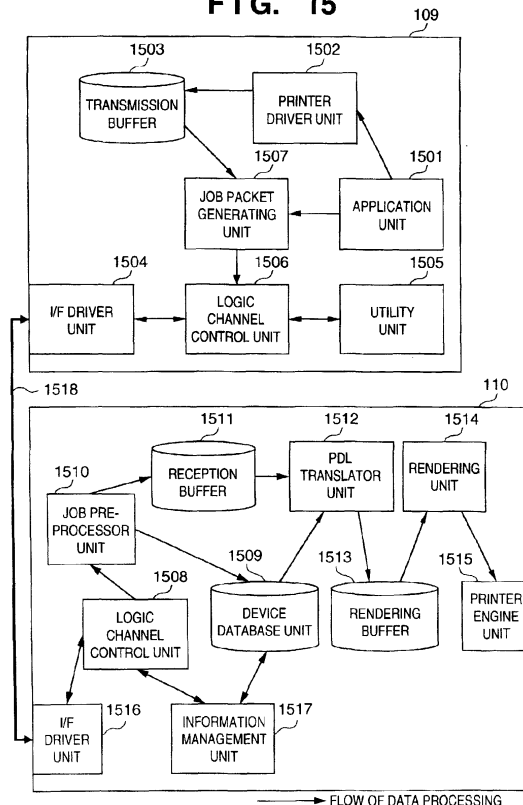 FIG. 15
109
1503
1502
TRANSMISSION
BUFFER
PRINTER
DRIVER UNIT
1507
1501
JOB PACKET
GENERATING
UNIT
APPLICATION
UNIT
1504
1506
1505
I/F DRIVER
UNIT
LOGIC
CHANNEL
CONTROL UNIT
UTILITY
UNIT
1518
110
1511
1512
1514
1510
RECEPTION
BUFFER
PDL
TRANSLATOR
UNIT
RENDERING
UNIT
JOB PRE-
PROCESSOR
UNIT
1509
1513
1515
1508
LOGIC
CHANNEL
CONTROL UNIT
DEVICE
DATABASE UNIT
RENDERING
BUFFER
PRINTER
ENGINE
UNIT
I/F
DRIVER
UNIT
1516
INFORMATION
MANAGEMENT
UNIT
1517
FLOW OF DATA PROCESSING